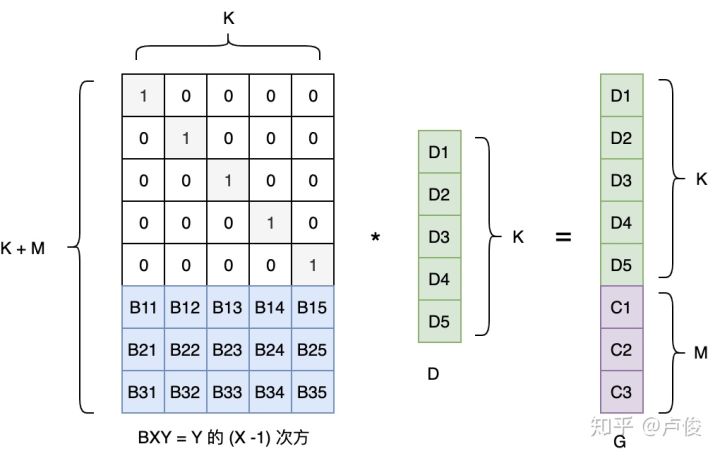 K
1 0 0 0 0
0 1 0 0 0
0 0 1 0 0
0 0 0 1 0
0 0 0 0 1
B11 B12 B13 B14 B15
B21 B22 B23 B24 B25
B31 B32 B33 B34 B35
K + M
BXY = Y 的 (X -1) 次方
*
D1
D2
D3
D4
D5
K
D
=
D1
D2
D3
D4
D5
C1
C2
C3
K
M
G
知乎 @卢俊